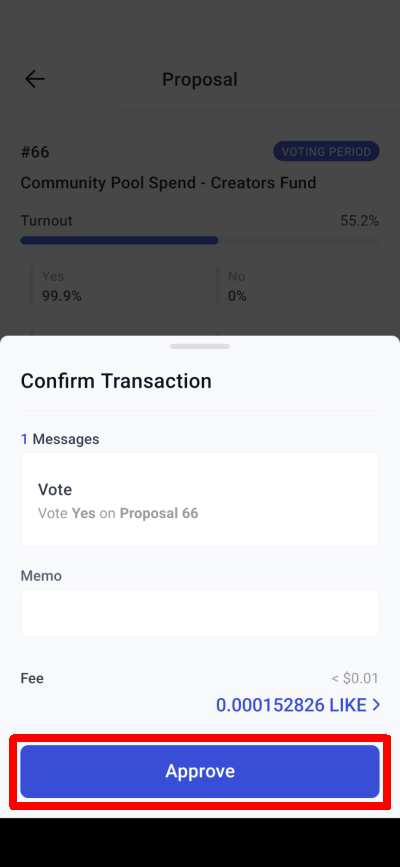 Proposal
#66
VOTING PERIOD
Community Pool Spend - Creators Fund
Turnout
55.2%
Yes
99.9%
No
0%
Confirm Transaction
1 Messages
Vote
Vote Yes on Proposal 66
Memo
Fee
< $0.01
0.000152826 LIKE >
Approve